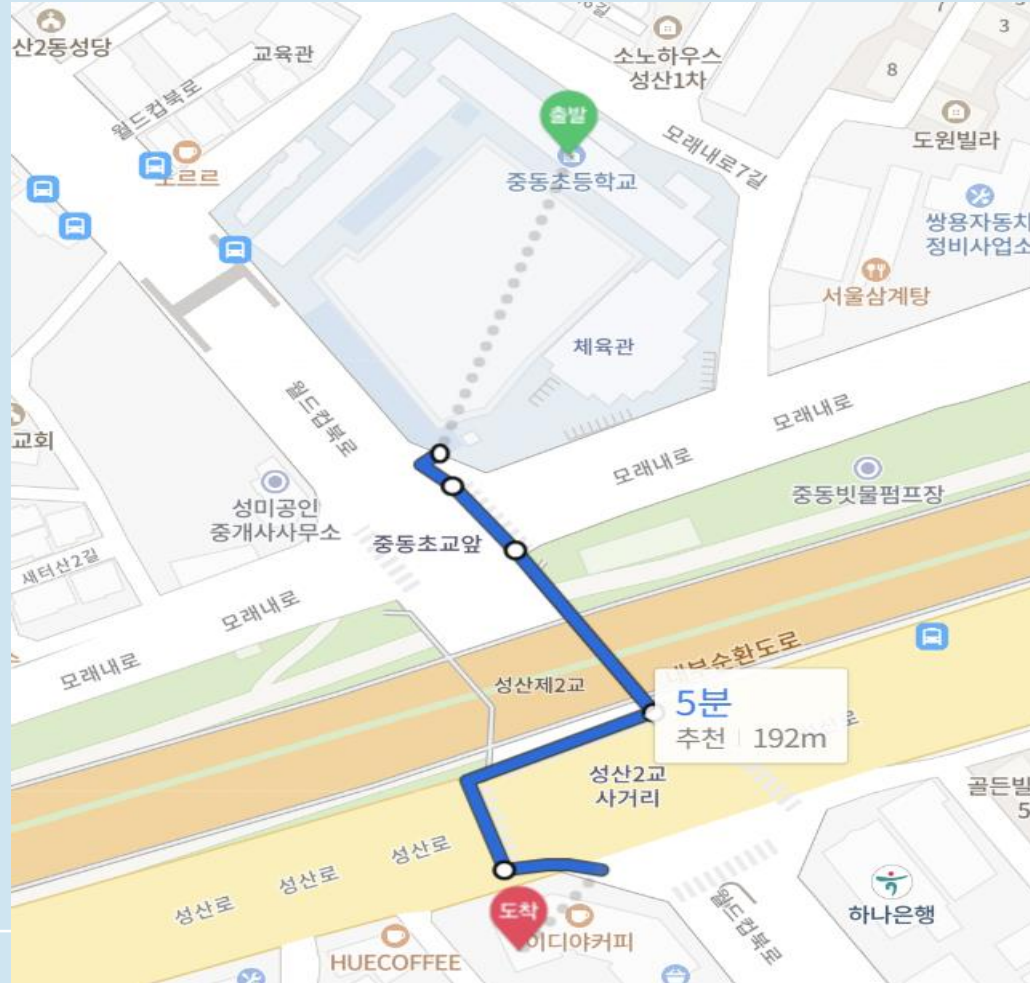 산2동성당
교육관
소노하우스
성산1차
3
8
월드컵북로
출발
도원빌라
모래내로7길
중동초등학교
쌍용자동차
정비사업소
서울삼계탕
체육관
월드컵북로
모래내로
교회
모래내로
성미공인
중개사사무소
중동빗물펌프장
중동초교앞
새터산2길
모래내로
모래내로
내부순환도로
성산제2교
5분
추천 192m
성산2교
사거리
골든빌
5
성산로
성산로
성산로
월드컵북로
하나은행
도착
이디야커피
HUECOFFEE